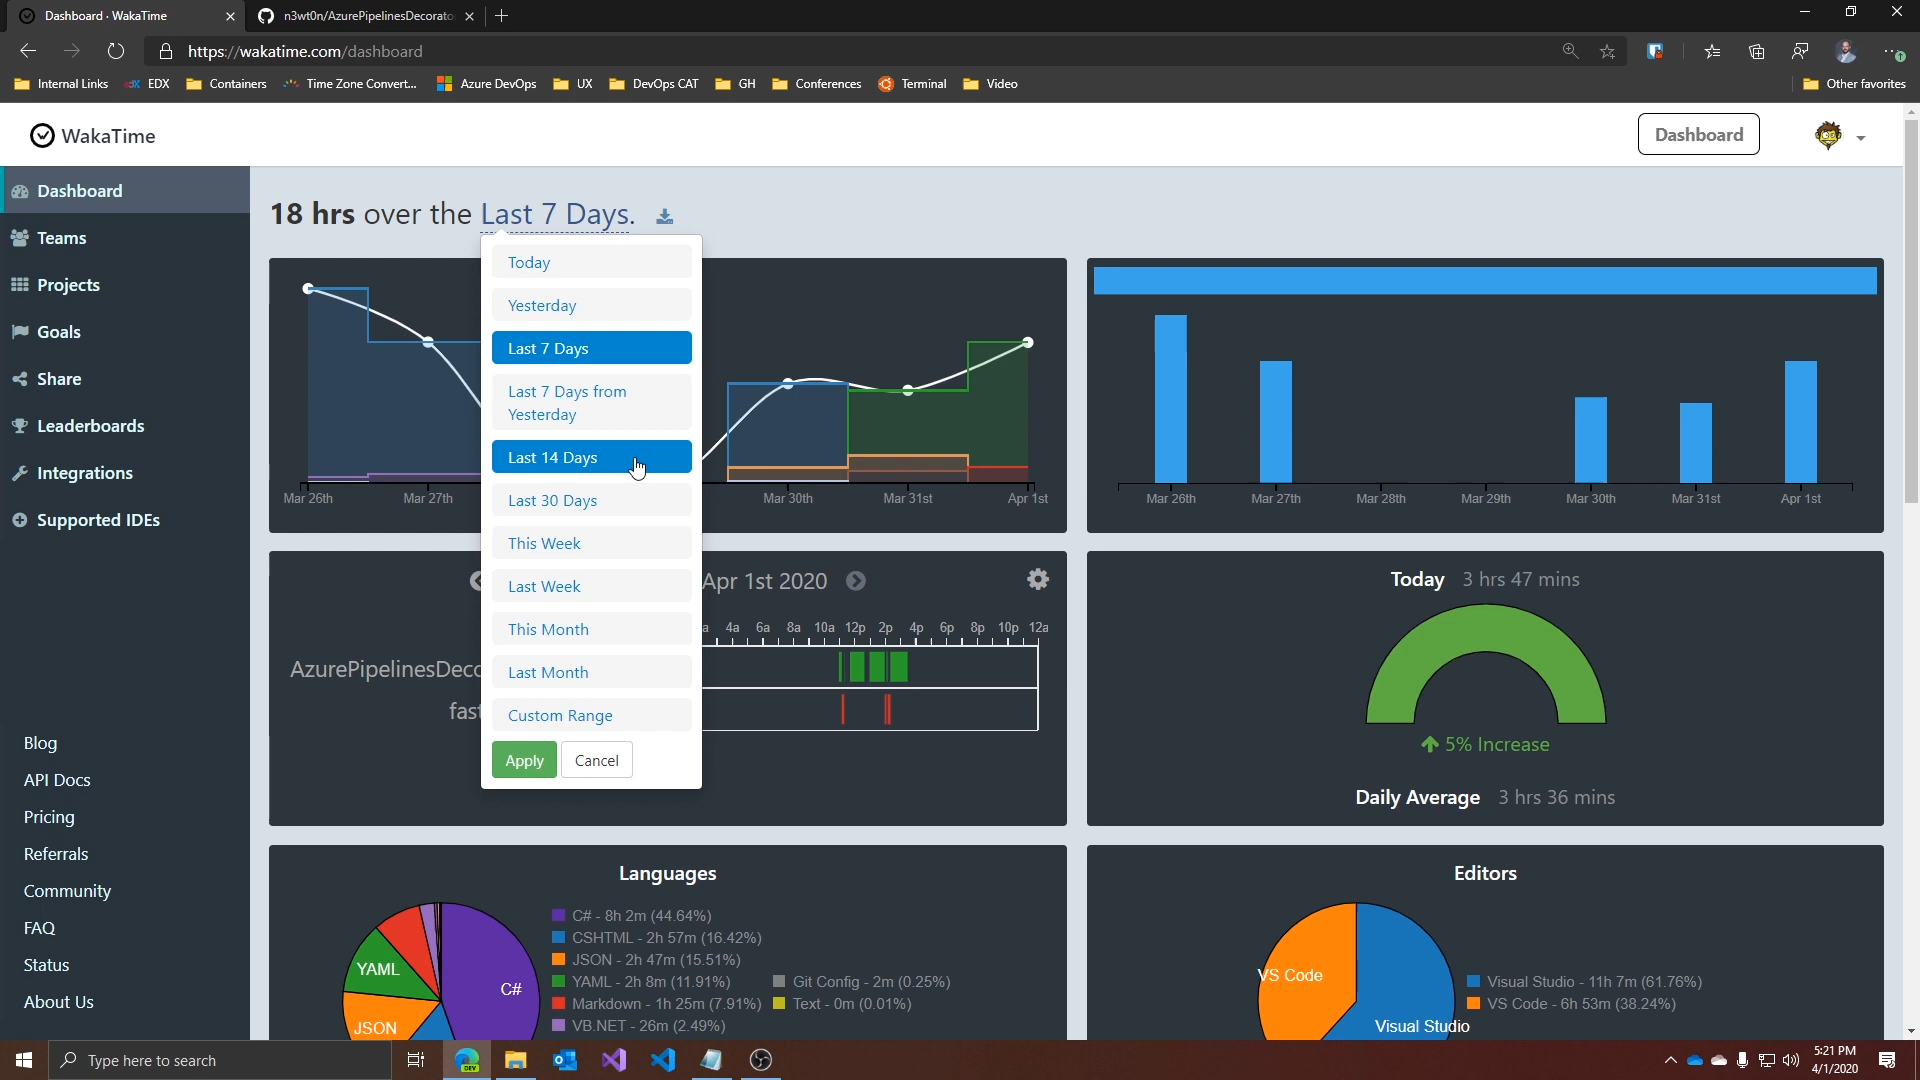 Dashboard · WakaTime
n3wt0n/AzurePipelinesDecorato
https://wakatime.com/dashboard
Internal Links
EDX
Containers
Time Zone Convert...
Azure DevOps
UX
DevOps CAT
GH
Conferences
Terminal
Video
Other favorites
WakaTime
Dashboard
Dashboard
Teams
Projects
Goals
Share
Leaderboards
Integrations
Supported IDEs
Blog
API Docs
Pricing
Referrals
Community
FAQ
Status
About Us
18 hrs over the Last 7 Days.
Today
Yesterday
Last 7 Days
Last 7 Days from
Yesterday
Last 14 Days
Last 30 Days
This Week
Last Week
This Month
Last Month
Custom Range
Apply
Cancel
Mar 26th
Mar 27th
Mar 30th
Mar 31st
Apr 1st
Mar 26th
Mar 27th
Mar 28th
Mar 29th
Mar 30th
Mar 31st
Apr 1st
Apr 1st 2020
a 4a 6a 8a 10a 12p 2p 4p 6p 8p 10p 12a
AzurePipelinesDeco
fast
Today 3 hrs 47 mins
5% Increase
Daily Average 3 hrs 36 mins
Languages
YAML
C#
JSON
C# - 8h 2m (44.64%)
CSHTML - 2h 57m (16.42%)
JSON - 2h 47m (15.51%)
YAML - 2h 8m (11.91%)
Markdown - 1h 25m (7.91%)
VB.NET - 26m (2.49%)
Git Config - 2m (0.25%)
Text - 0m (0.01%)
Editors
VS Code
Visual Studio
Visual Studio - 11h 7m (61.76%)
VS Code - 6h 53m (38.24%)
Type here to search
DEV
5:21 PM
4/1/2020